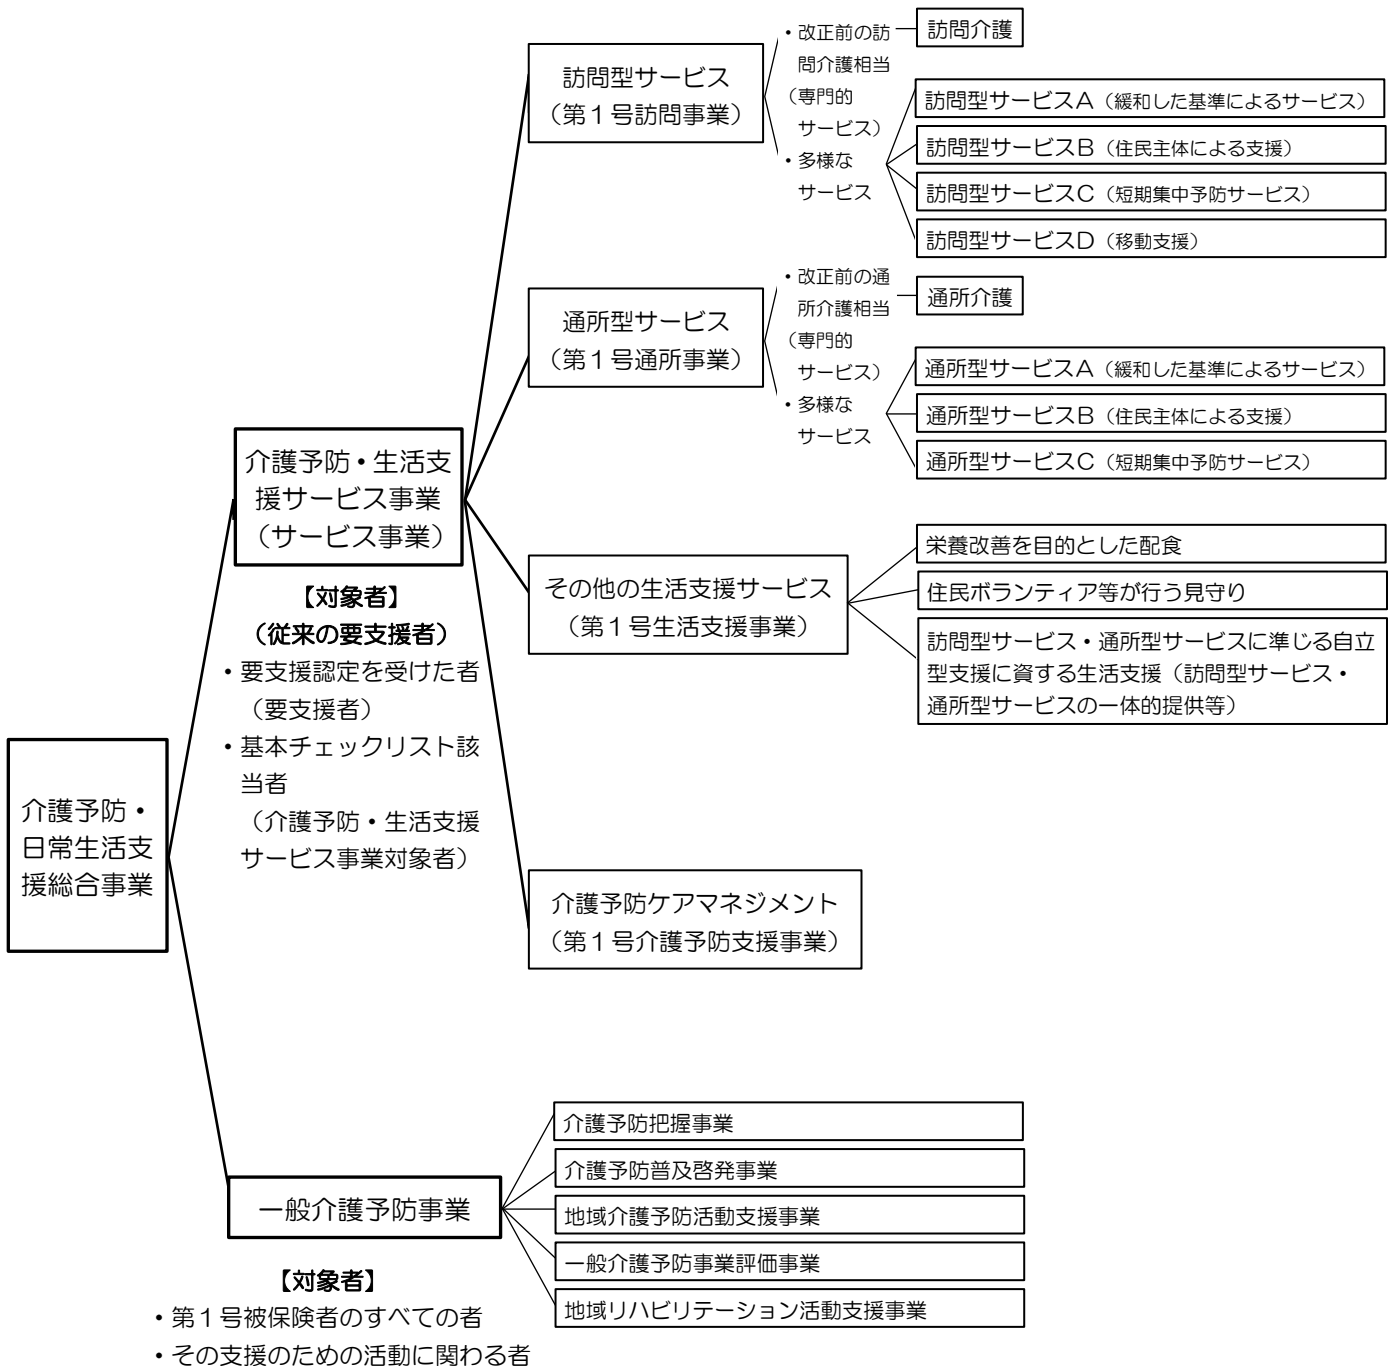 介護予防・
日常生活支
援総合事業
介護予防・生活支
援サービス事業
（サービス事業）
【対象者】
（従来の要支援者）
・要支援認定を受けた者
（要支援者）
・基本チェックリスト該
当者
（介護予防・生活支援
サービス事業対象者）
訪問型サービス
（第１号訪問事業）
・改正前の訪
問介護相当
（専門的
サービス）
・多様な
サービス
訪問介護
訪問型サービスＡ（緩和した基準によるサービス）
訪問型サービスＢ（住民主体による支援）
訪問型サービスＣ（短期集中予防サービス）
訪問型サービスＤ（移動支援）
通所型サービス
（第１号通所事業）
・改正前の通
所介護相当
（専門的
サービス）
・多様な
サービス
通所介護
通所型サービスＡ（緩和した基準によるサービス）
通所型サービスＢ（住民主体による支援）
通所型サービスＣ（短期集中予防サービス）
その他の生活支援サービス
（第１号生活支援事業）
栄養改善を目的とした配食
住民ボランティア等が行う見守り
訪問型サービス・通所型サービスに準じる自立
型支援に資する生活支援（訪問型サービス・
通所型サービスの一体的提供等）
介護予防ケアマネジメント
（第１号介護予防支援事業）
一般介護予防事業
【対象者】
・第１号被保険者のすべての者
・その支援のための活動に関わる者
介護予防把握事業
介護予防普及啓発事業
地域介護予防活動支援事業
一般介護予防事業評価事業
地域リハビリテーション活動支援事業